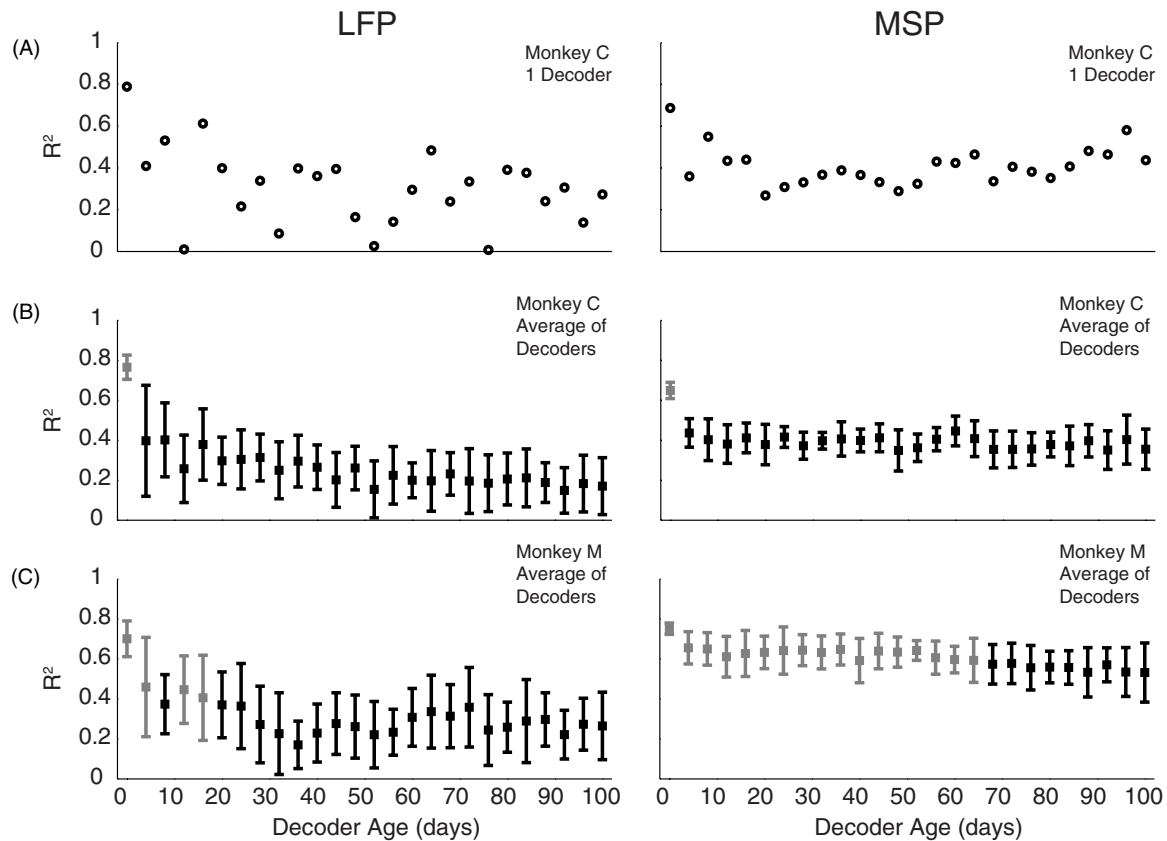 LFP
MSP
(A)
1
0.8
0.6
0.4
0.2
0
R²
Monkey C
1 Decoder
Monkey C
1 Decoder
(B)
1
0.8
0.6
0.4
0.2
0
R²
Monkey C
Average of
Decoders
Monkey C
Average of
Decoders
(C)
1
0.8
0.6
0.4
0.2
0
R²
Monkey M
Average of
Decoders
Monkey M
Average of
Decoders
0 10 20 30 40 50 60 70 80 90 100
Decoder Age (days)
0 10 20 30 40 50 60 70 80 90 100
Decoder Age (days)